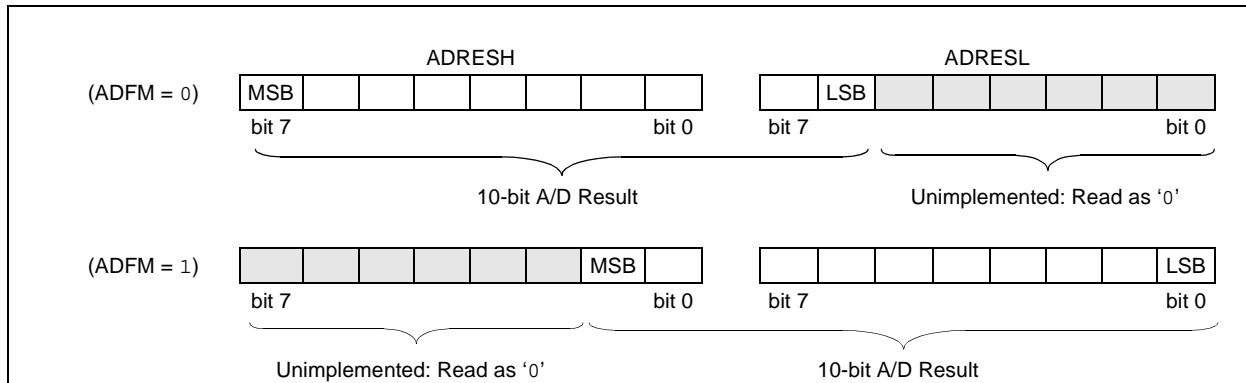 ADRESH ADRESL
(ADFM = 0) MSB LSB
bit 7 bit 0 bit 7 bit 0
10-bit A/D Result Unimplemented: Read as ‘0’
(ADFM = 1) MSB LSB
bit 7 bit 0 bit 7 bit 0
Unimplemented: Read as ‘0’ 10-bit A/D Result